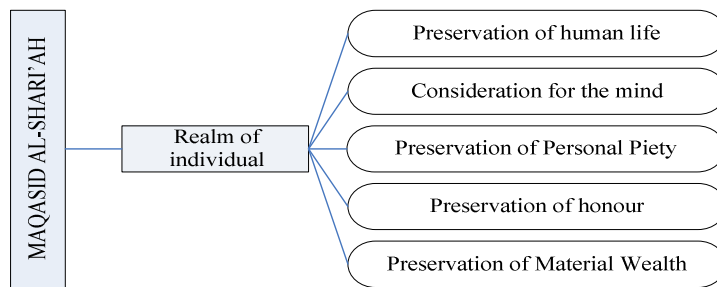 MAQASID AL-SHARI'AH
Realm of
individual
Preservation of human life
Consideration for the mind
Preservation of Personal Piety
Preservation of honour
Preservation of Material Wealth